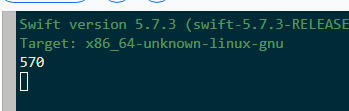 Swift version 5.7.3 (swift-5.7.3-RELEASE
Target: x86_64-unknown-linux-gnu
570